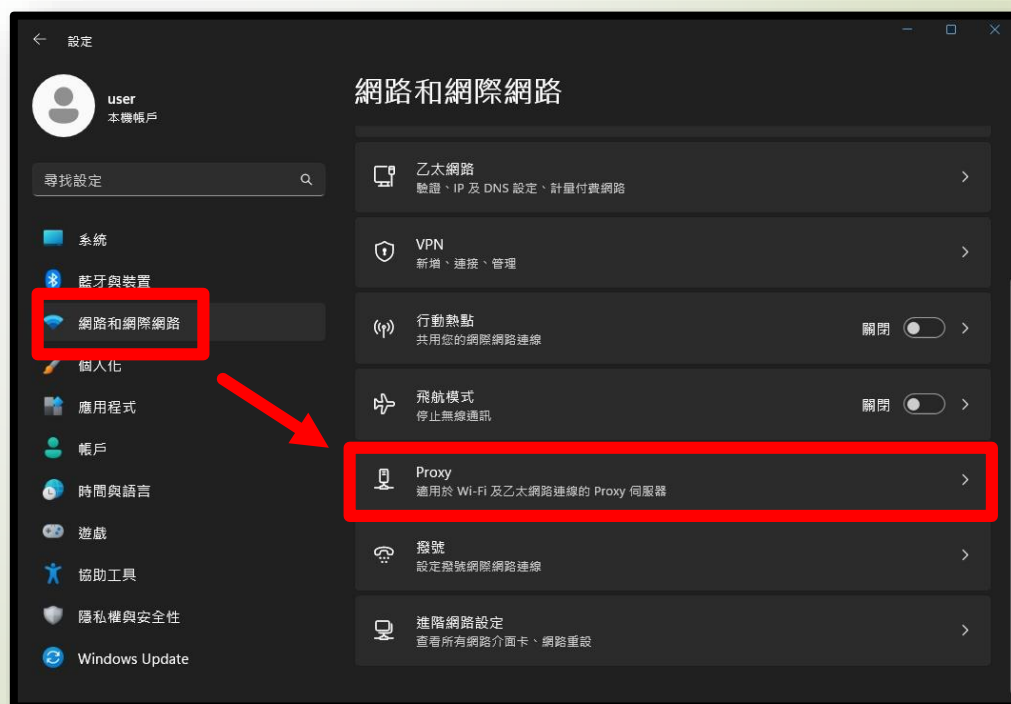 設定
user
本機帳戶
尋找設定
系統
藍牙與裝置
網路和網際網路
個人化
應用程式
帳戶
時間與語言
遊戲
協助工具
隱私權與安全性
Windows Update
網路和網際網路
乙太網路
驗證、IP 及 DNS 設定、計量付費網路
VPN
新增、連接、管理
行動熱點
共用您的網際網路連線
關閉
飛航模式
停止無線通訊
關閉
Proxy
適用於 Wi-Fi 及乙太網路連線的 Proxy 伺服器
撥號
設定撥號網際網路連線
進階網路設定
查看所有網路介面卡、網路重設